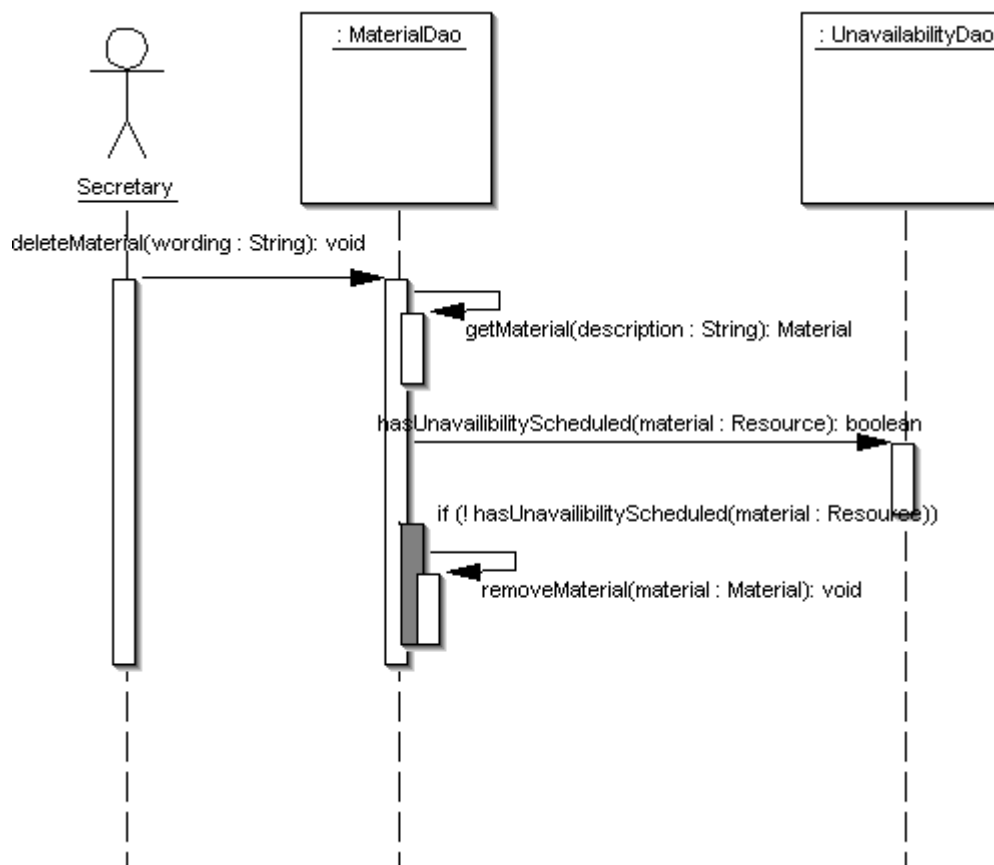 : MaterialDao
: UnavailabilityDao
Secretary
deleteMaterial(wording : String): void
getMaterial(description : String): Material
hasUnavailibilityScheduled(material : Resource): boolean
if (! hasUnavailibilityScheduled(material : Resource))
removeMaterial(material : Material): void